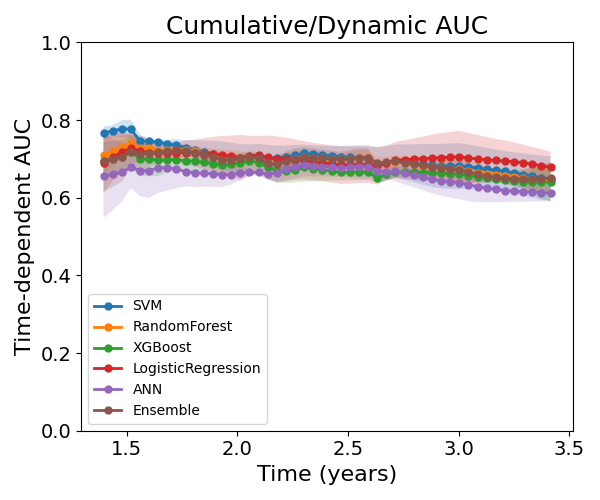 Cumulative/Dynamic AUC
Time-dependent AUC
1.0
0.8
0.6
0.4
0.2
0.0
SVM
RandomForest
XGBoost
LogisticRegression
ANN
Ensemble
1.5
2.0
2.5
3.0
3.5
Time (years)